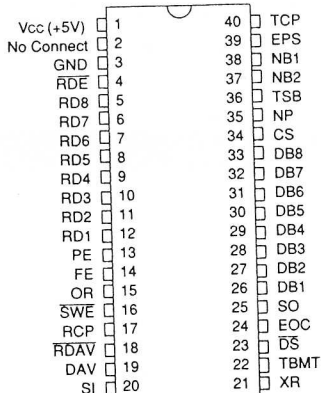 Vcc (+5V) 1 40 TCP
No Connect 2 39 EPS
GND 3 38 NB1
R̅D̅E̅ 4 37 NB2
RD8 5 36 TSB
RD7 6 35 NP
RD6 7 34 CS
RD5 8 33 DB8
RD4 9 32 DB7
RD3 10 31 DB6
RD2 11 30 DB5
RD1 12 29 DB4
PE 13 28 DB3
FE 14 27 DB2
OR 15 26 DB1
S̅W̅E̅ 16 25 SO
RCP 17 24 EOC
R̅D̅A̅V̅ 18 23 D̅S̅
DAV 19 22 TBMT
SI 20 21 XR